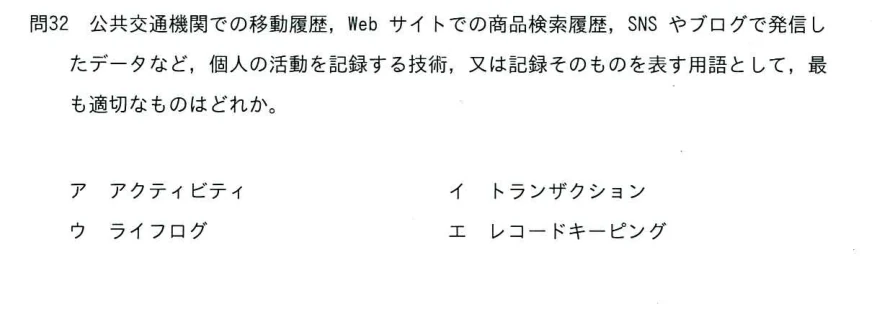 問32 公共交通機関での移動履歴，Web サイトでの商品検索履歴，SNS やブログで発信し
たデータなど，個人の活動を記録する技術，又は記録そのものを表す用語として，最
も適切なものはどれか。
ア アクティビティ イ トランザクション
ウ ライフログ エ レコードキーピング